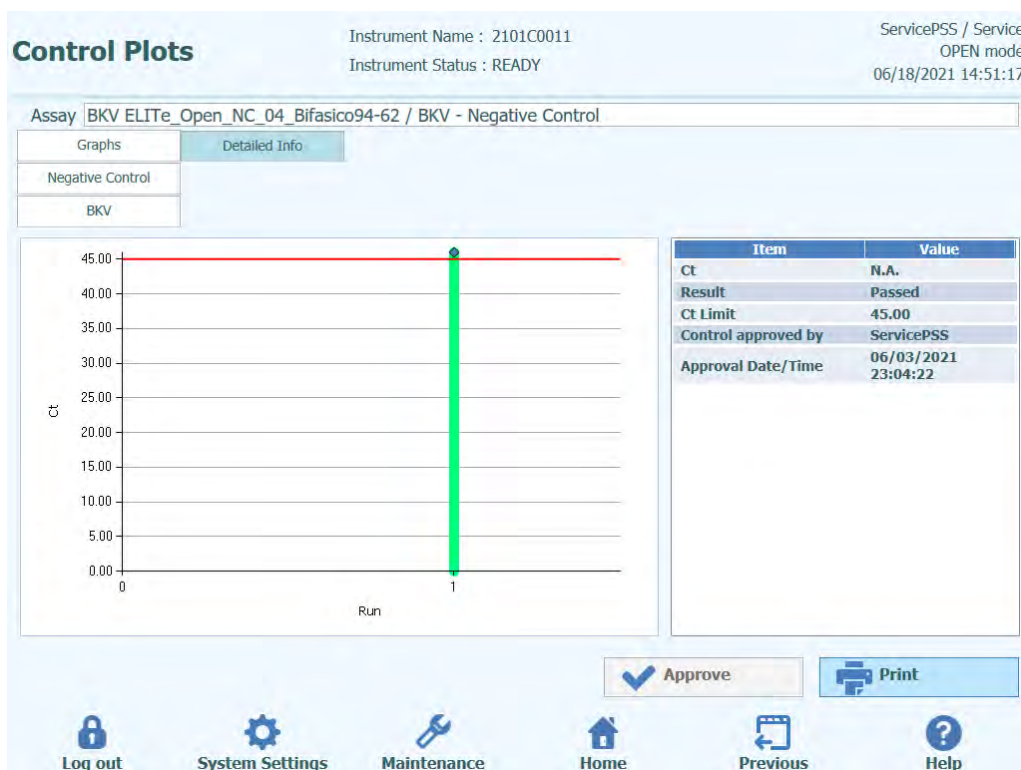 Control Plots
Instrument Name : 2101C0011
Instrument Status : READY
ServicePSS / Service
OPEN mode
06/18/2021 14:51:17
Assay BKV ELITe_Open_NC_04_Bifasico94-62 / BKV - Negative Control
Graphs Detailed Info
Negative Control
BKV
45.00
40.00
35.00
30.00
25.00
20.00
15.00
10.00
5.00
0.00
Ct
0 1
Run
Item Value
Ct N.A.
Result Passed
Ct Limit 45.00
Control approved by ServicePSS
Approval Date/Time 06/03/2021
23:04:22
Approve Print
Log out System Settings Maintenance Home Previous Help